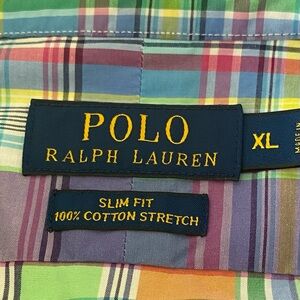 POLO
RALPH LAUREN
XL
MADE IN
SLIM FIT
100% COTTON STRETCH